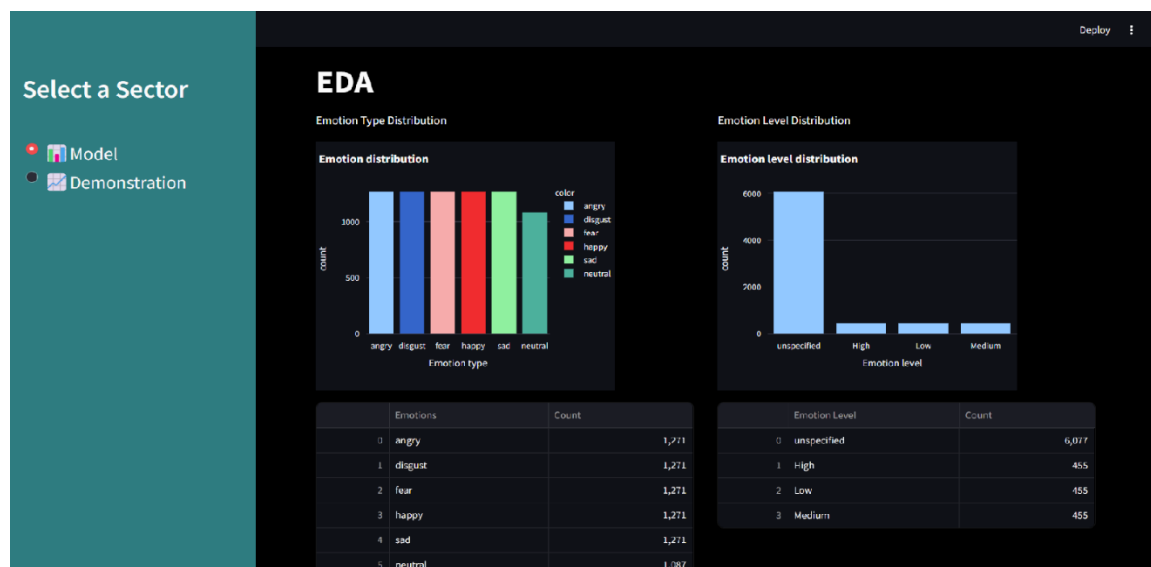 Deploy
Select a Sector
Model
Demonstration
EDA
Emotion Type Distribution
Emotion distribution
1000
500
0
count
angry disgust fear happy sad neutral
Emotion type
color
angry
disgust
fear
happy
sad
neutral
Emotions Count
0 angry 1,271
1 disgust 1,271
2 fear 1,271
3 happy 1,271
4 sad 1,271
5 neutral 1,087
Emotion Level Distribution
Emotion level distribution
6000
4000
2000
0
count
unspecified High Low Medium
Emotion level
Emotion Level Count
0 unspecified 6,077
1 High 455
2 Low 455
3 Medium 455